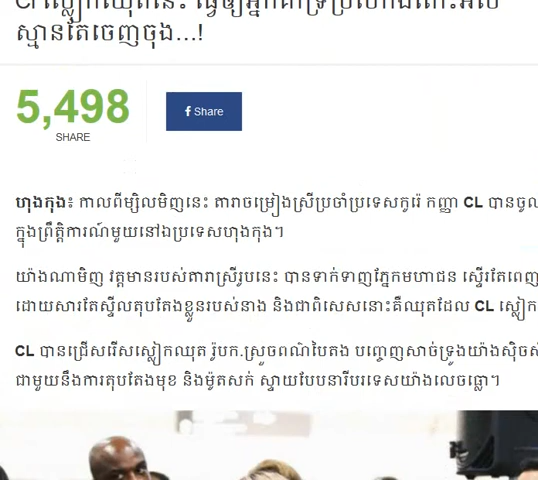 CL ស្លៀកឈុតនេះ ធ្វើឲ្យអ្នកគាំទ្រ
ស្មានតែចេញចុង...!
5,498
SHARE
Share
ហុងកុង៖ កាលពីម្សិលមិញនេះ តារាចម្រៀងស្រីប្រចាំប្រទេសកូរ៉េ កញ្ញា CL បានចូល
ក្នុងព្រឹត្តិការណ៍មួយនៅឯប្រទេសហុងកុង។
យ៉ាងណាមិញ វត្តមានរបស់តារាស្រីរូបនេះ បានទាក់ទាញភ្នែកមហាជន ស្ទើរតែពេញ
ដោយសារតែស្ទីលតុបតែងខ្លួនរបស់នាង និងជាពិសេសនោះគឺឈុតដែល CL ស្លៀក
CL បានជ្រើសរើសស្លៀកឈុត រ៉ូបក.ស្រួចពណ៌បៃតង បញ្ចេញសាច់ទ្រូងយ៉ាងស៊ិចស៊ី
ជាមួយនឹងការតុបតែងមុខ និងម៉ូតសក់ ស្ទាយបែបនារីបរទេសយ៉ាងលេចធ្លោ។